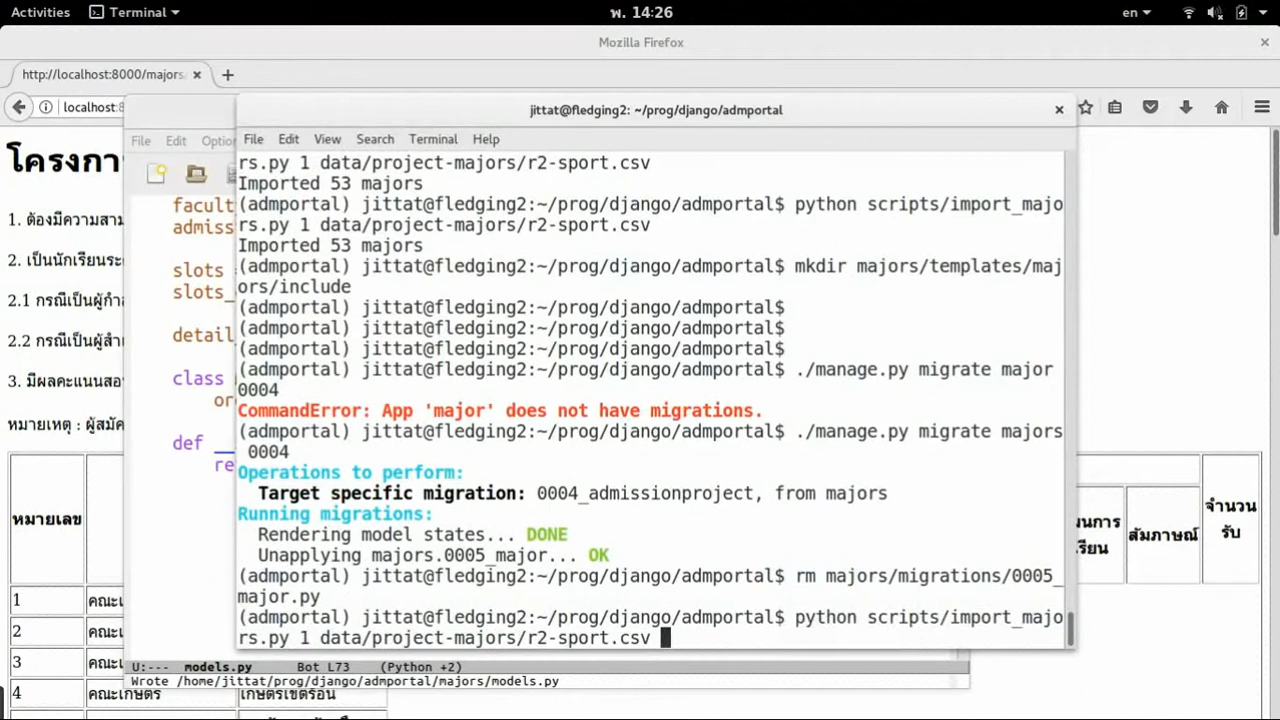 Activities Terminal พ. 14:26 en
Mozilla Firefox
http://localhost:8000/majors
localhost:8
jittat@fledging2: ~/prog/django/admportal
File Edit Option
File Edit View Search Terminal Help
โครงกา
1. ต้องมีความสาม
2. เป็นนักเรียนระ
2.1 กรณีเป็นผู้กำล
2.2 กรณีเป็นผู้สำเ
3. มีผลคะแนนสอ
หมายเหตุ : ผู้สมัค
หมายเลข
1 คณะเ
2 คณะเ
3 คณะเ
4 คณะเกษตร เกษตรเขตร้อน
facult
admiss
slots =
slots_
detail
class
or
def __
re
rs.py 1 data/project-majors/r2-sport.csv
Imported 53 majors
(admportal) jittat@fledging2:~/prog/django/admportal$ python scripts/import_majo
rs.py 1 data/project-majors/r2-sport.csv
Imported 53 majors
(admportal) jittat@fledging2:~/prog/django/admportal$ mkdir majors/templates/maj
ors/include
(admportal) jittat@fledging2:~/prog/django/admportal$
(admportal) jittat@fledging2:~/prog/django/admportal$
(admportal) jittat@fledging2:~/prog/django/admportal$
(admportal) jittat@fledging2:~/prog/django/admportal$ ./manage.py migrate major
0004
CommandError: App 'major' does not have migrations.
(admportal) jittat@fledging2:~/prog/django/admportal$ ./manage.py migrate majors
0004
Operations to perform:
Target specific migration: 0004_admissionproject, from majors
Running migrations:
Rendering model states... DONE
Unapplying majors.0005_major... OK
(admportal) jittat@fledging2:~/prog/django/admportal$ rm majors/migrations/0005_
major.py
(admportal) jittat@fledging2:~/prog/django/admportal$ python scripts/import_majo
rs.py 1 data/project-majors/r2-sport.csv
ผนการ
เรียน
สัมภาษณ์
จำนวน
รับ
U:--- models.py Bot L73 (Python +2)
Wrote /home/jittat/prog/django/admportal/majors/models.py